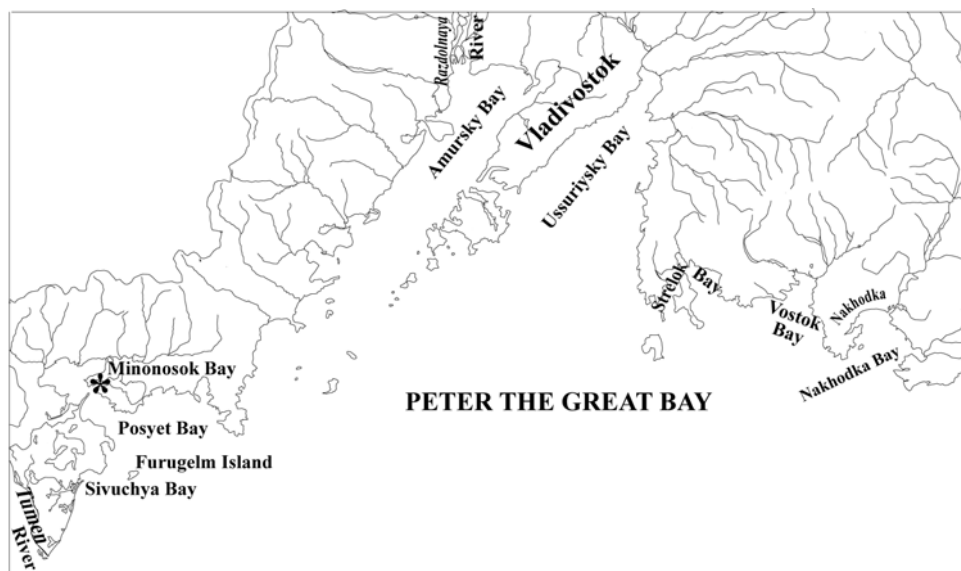 Razdolnaya
River
Amursky Bay
Vladivostok
Ussuriysky Bay
Strelok
Bay
Vostok
Bay
Nakhodka
Nakhodka Bay
Minonosok Bay
*
PETER THE GREAT BAY
Posyet Bay
Furugelm Island
Sivuchya Bay
Tumen
River